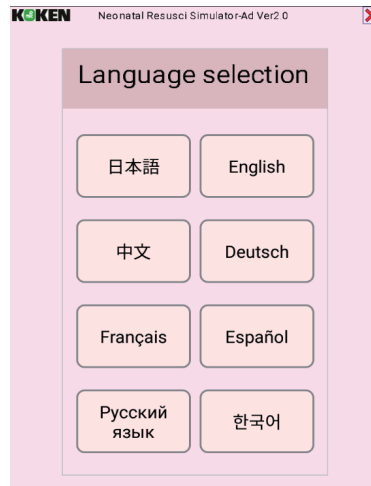 KOKEN Neonatal Resusci Simulator-Ad Ver2.0
Language selection
日本語 English
中文 Deutsch
Français Español
Русский
язык
한국어